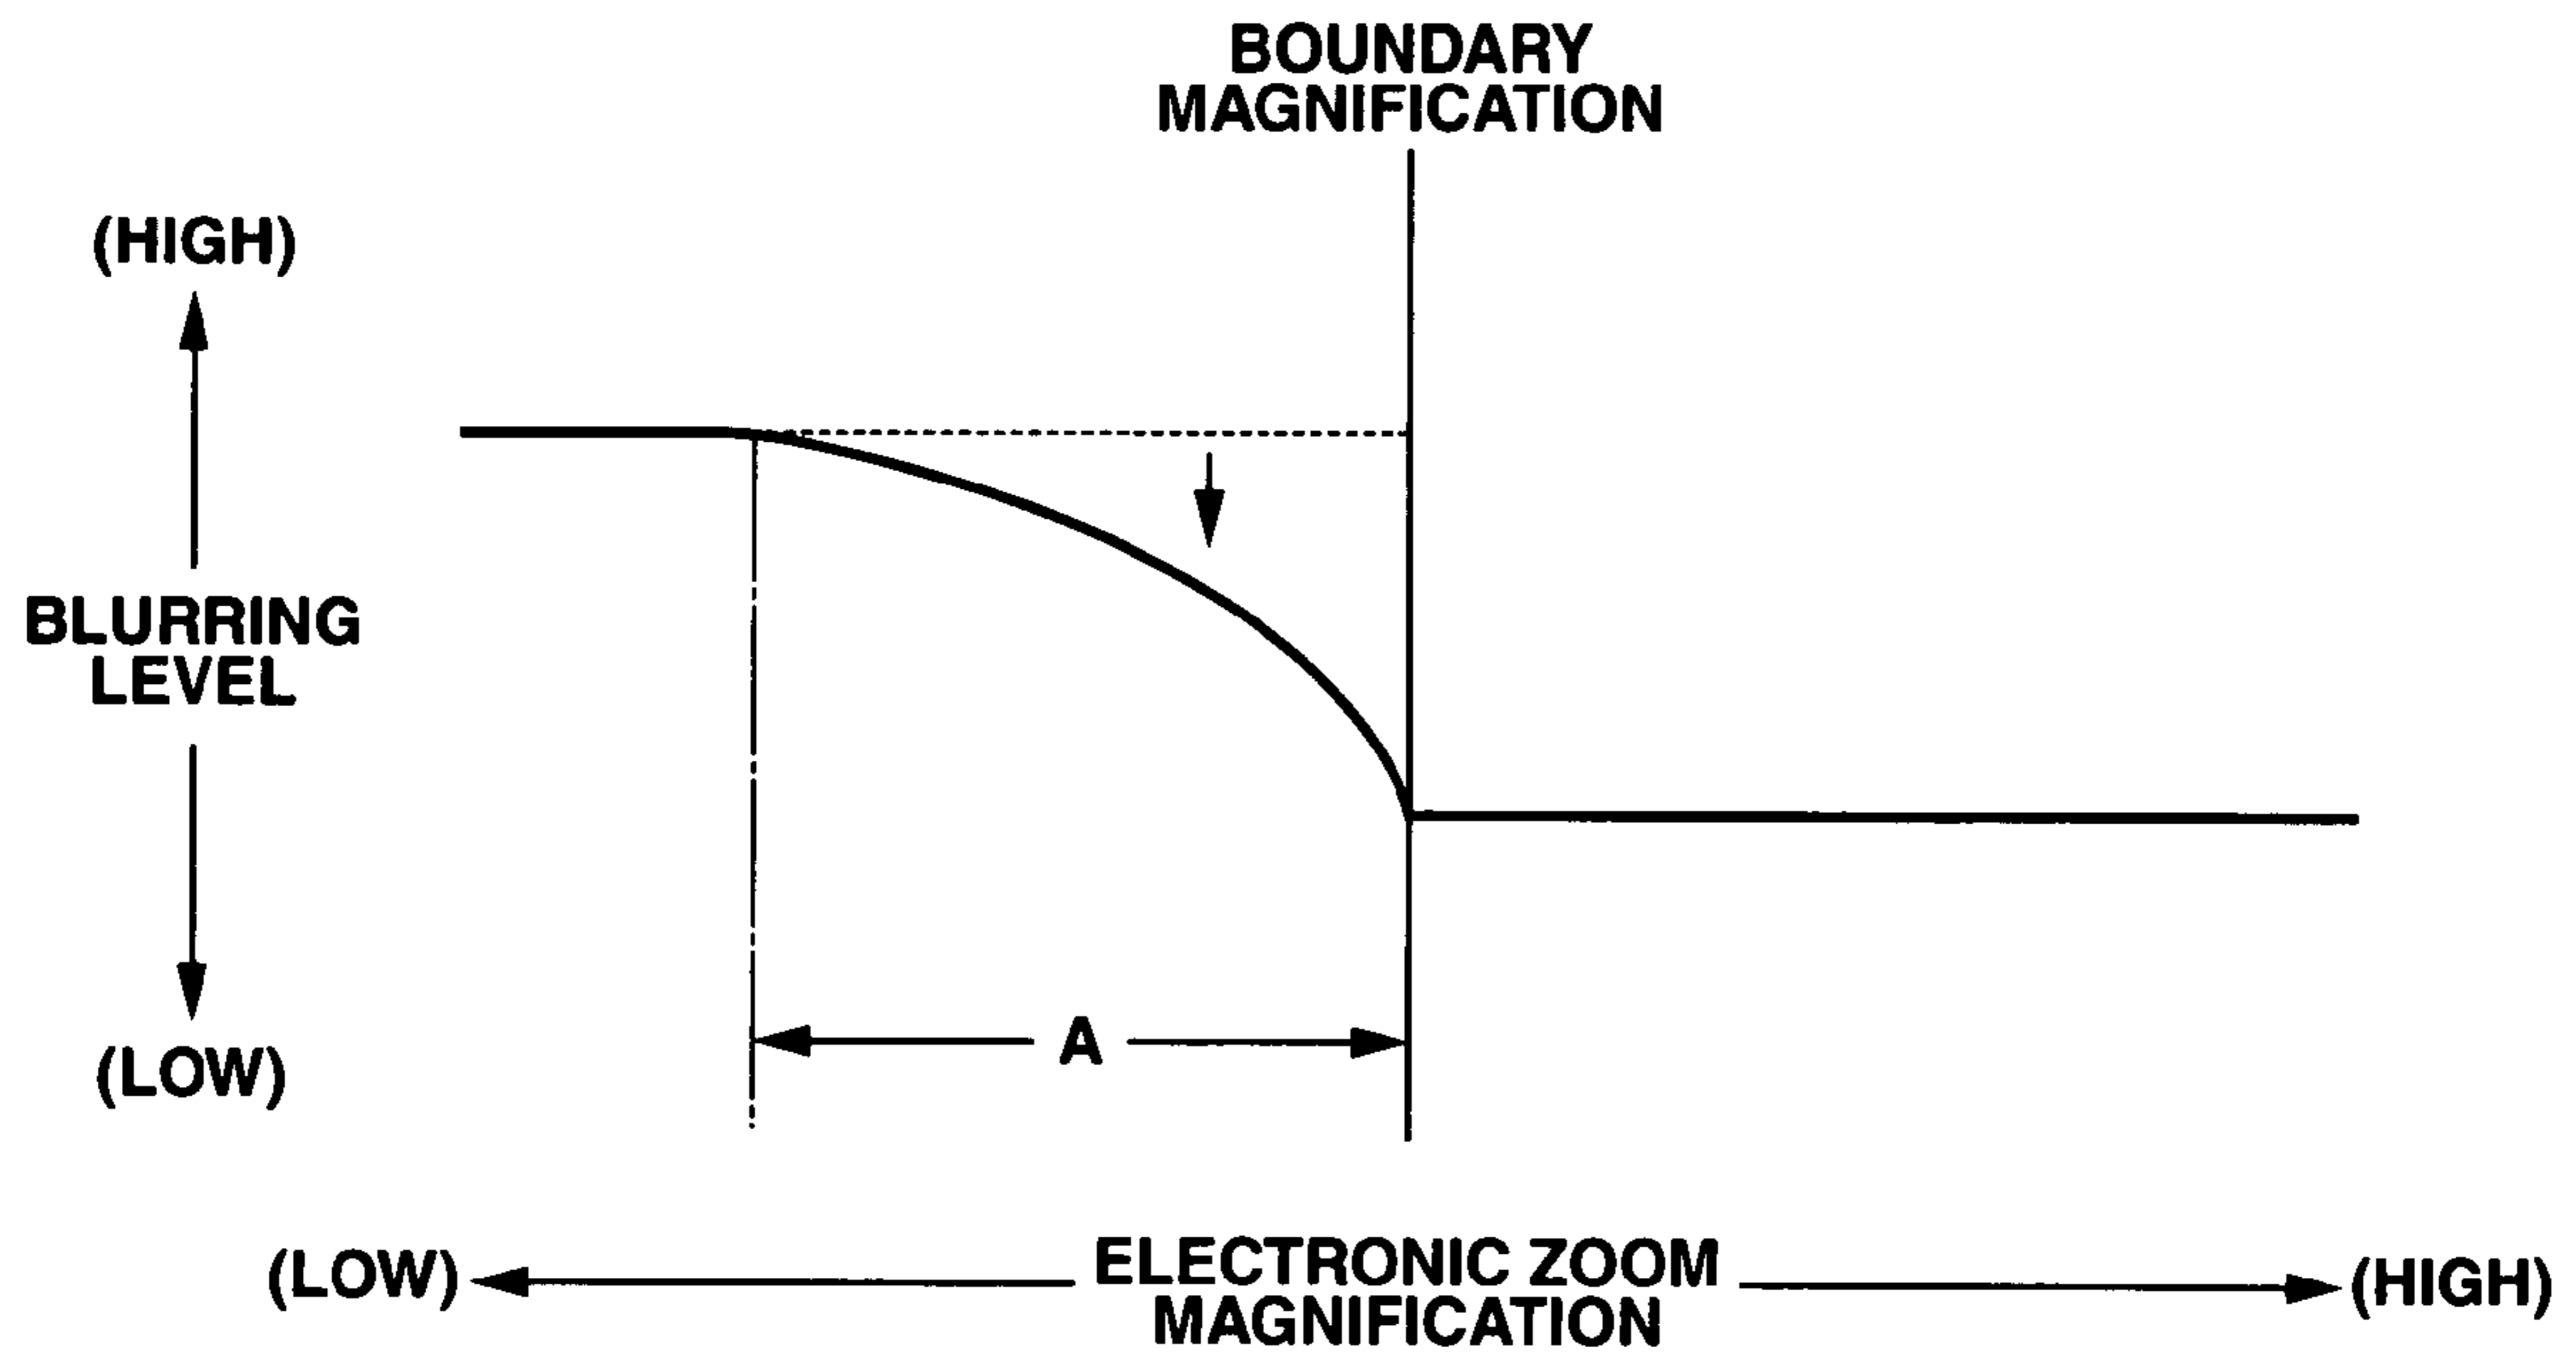 BOUNDARY
MAGNIFICATION
(HIGH)
BLURRING
LEVEL
(LOW)
A
(LOW)
ELECTRONIC ZOOM
MAGNIFICATION
(HIGH)